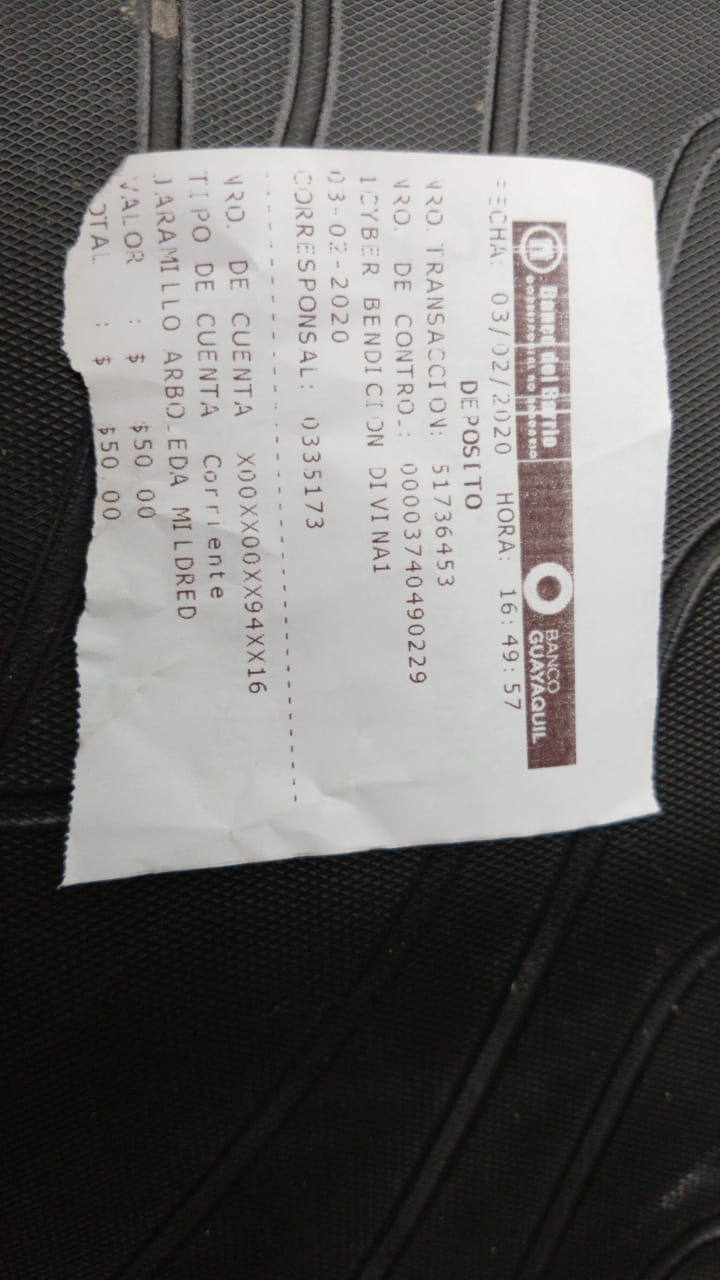 Banco del Barrio
CORRESPONSAL NO BANCARIO
BANCO
GUAYAQUIL
FECHA: 03/02/2020 HORA: 16:49:57
DEPOSITO
NRO. TRANSACCION: 51736453
NRO. DE CONTROL: 00003740490229
1CYBER BENDICION DIVINA1
03-02-2020
CORRESPONSAL: 0335173
NRO. DE CUENTA X00XX00XX94XX16
TIPO DE CUENTA Corriente
JARAMILLO ARBOLEDA MILDRED
VALOR : $ $50.00
TOTAL : $ $50.00